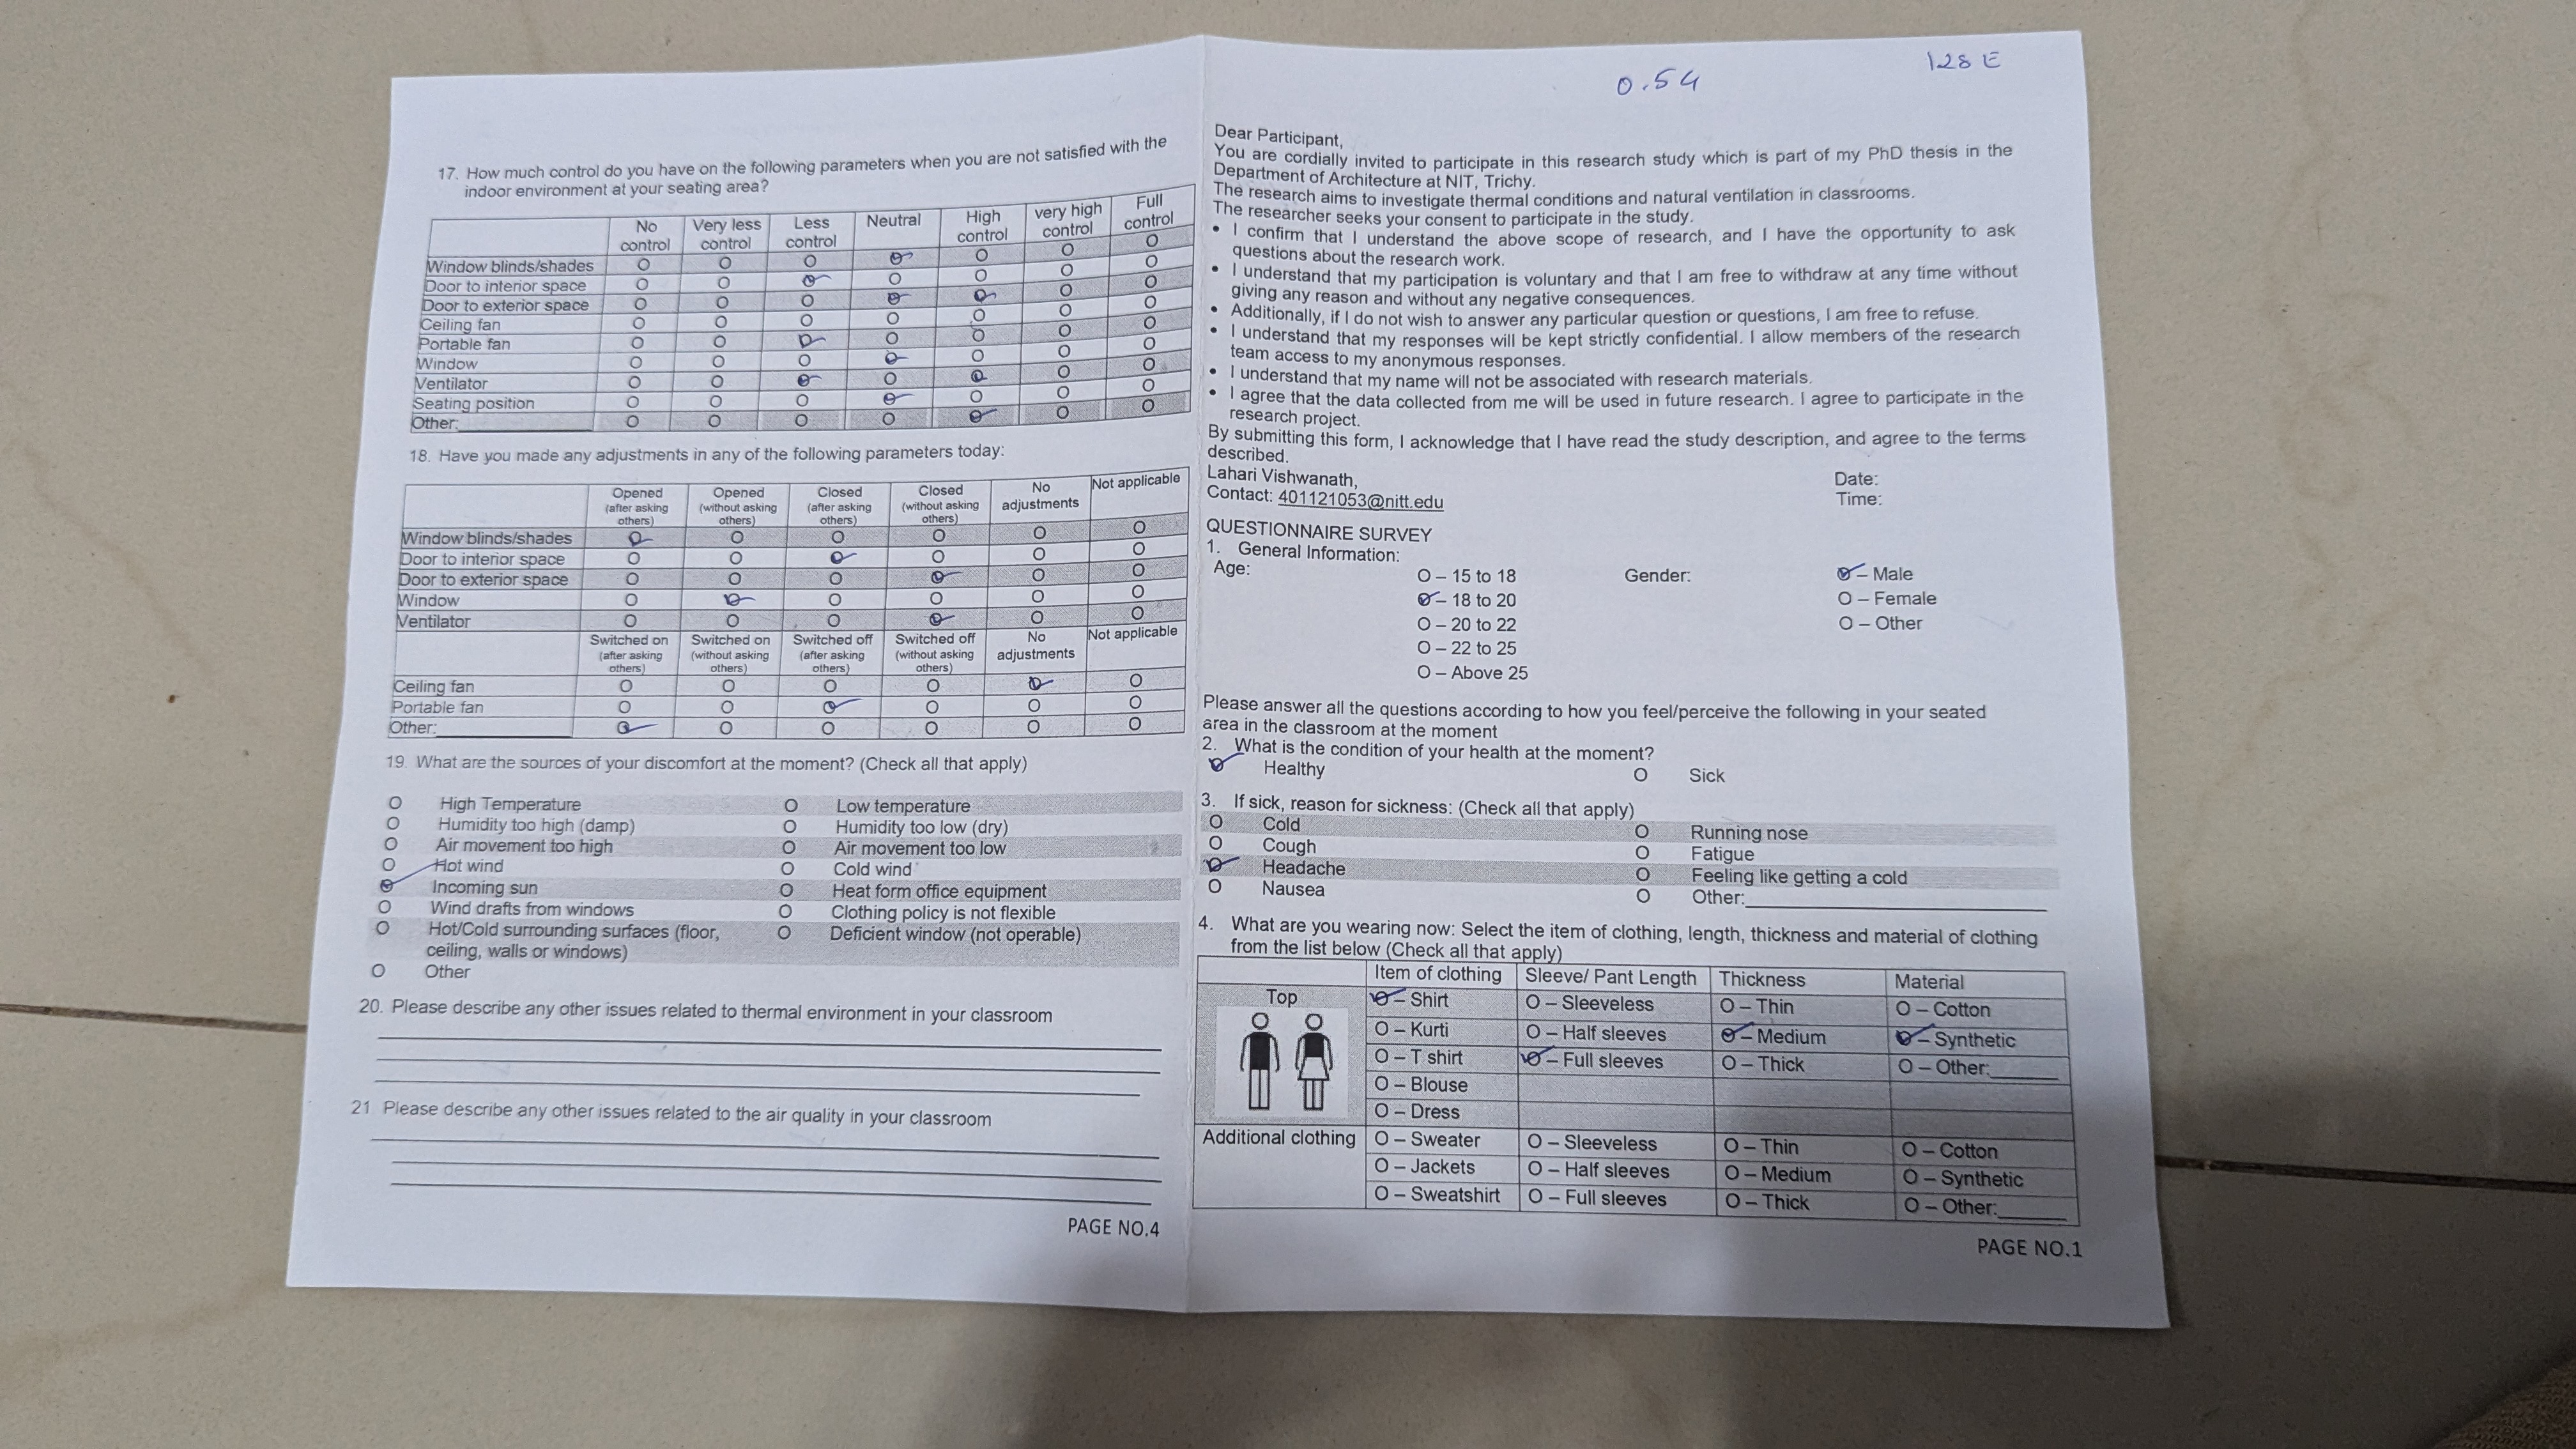 17. How much control do you have on the following parameters when you are not satisfied with the
indoor environment at your seating area?
No control Very less control Less control Neutral High control very high control Full control
Window blinds/shades O O O O O O O
Door to interior space O O O O O O O
Door to exterior space O O O O O O O
Ceiling fan O O O O O O O
Portable fan O O O O O O O
Window O O O O O O O
Ventilator O O O O O O O
Seating position O O O O O O O
Other: O O O O O O O
18. Have you made any adjustments in any of the following parameters today:
Opened (after asking others) Opened (without asking others) Closed (after asking others) Closed (without asking others) No adjustments Not applicable
Window blinds/shades O O O O O O
Door to interior space O O O O O O
Door to exterior space O O O O O O
Window O O O O O O
Ventilator O O O O O O
Switched on (after asking others) Switched on (without asking others) Switched off (after asking others) Switched off (without asking others) No adjustments Not applicable
Ceiling fan O O O O O O
Portable fan O O O O O O
Other: O O O O O O
19. What are the sources of your discomfort at the moment? (Check all that apply)
O High Temperature O Low temperature
O Humidity too high (damp) O Humidity too low (dry)
O Air movement too high O Air movement too low
O Hot wind O Cold wind
O Incoming sun O Heat form office equipment
O Wind drafts from windows O Clothing policy is not flexible
O Hot/Cold surrounding surfaces (floor, O Deficient window (not operable)
ceiling, walls or windows)
O Other
20. Please describe any other issues related to thermal environment in your classroom
21 Please describe any other issues related to the air quality in your classroom
PAGE NO.4
0.54
128 E
Dear Participant,
You are cordially invited to participate in this research study which is part of my PhD thesis in the
Department of Architecture at NIT, Trichy.
The research aims to investigate thermal conditions and natural ventilation in classrooms.
The researcher seeks your consent to participate in the study.
• I confirm that I understand the above scope of research, and I have the opportunity to ask
questions about the research work.
• I understand that my participation is voluntary and that I am free to withdraw at any time without
giving any reason and without any negative consequences.
• Additionally, if I do not wish to answer any particular question or questions, I am free to refuse.
• I understand that my responses will be kept strictly confidential. I allow members of the research
team access to my anonymous responses.
• I understand that my name will not be associated with research materials.
• I agree that the data collected from me will be used in future research. I agree to participate in the
research project.
By submitting this form, I acknowledge that I have read the study description, and agree to the terms
described.
Lahari Vishwanath, Date:
Contact: 401121053@nitt.edu Time:
QUESTIONNAIRE SURVEY
1. General Information:
Age: O – 15 to 18 Gender: O – Male
O – 18 to 20 O – Female
O – 20 to 22 O – Other
O – 22 to 25
O – Above 25
Please answer all the questions according to how you feel/perceive the following in your seated
area in the classroom at the moment
2. What is the condition of your health at the moment?
O Healthy O Sick
3. If sick, reason for sickness: (Check all that apply)
O Cold O Running nose
O Cough O Fatigue
O Headache O Feeling like getting a cold
O Nausea O Other:
4. What are you wearing now: Select the item of clothing, length, thickness and material of clothing
from the list below (Check all that apply)
Item of clothing Sleeve/ Pant Length Thickness Material
Top O – Shirt O – Sleeveless O – Thin O – Cotton
O – Kurti O – Half sleeves O – Medium O – Synthetic
O – T shirt O – Full sleeves O – Thick O – Other:
O – Blouse
O – Dress
Additional clothing O – Sweater O – Sleeveless O – Thin O – Cotton
O – Jackets O – Half sleeves O – Medium O – Synthetic
O – Sweatshirt O – Full sleeves O – Thick O – Other:
PAGE NO.1